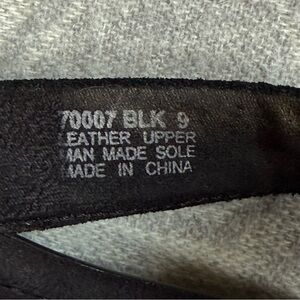 70007 BLK 9
LEATHER UPPER
MAN MADE SOLE
MADE IN CHINA